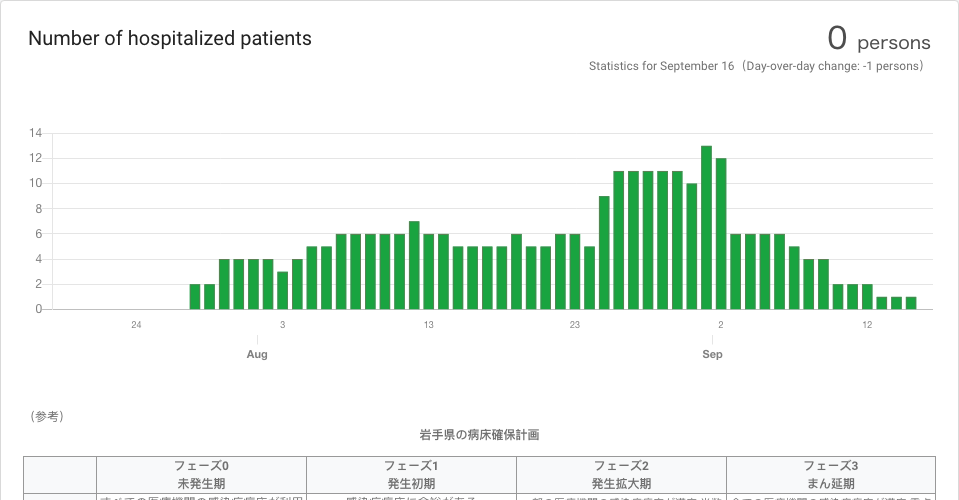 Number of hospitalized patients
0 persons
Statistics for September 16（Day-over-day change: -1 persons）
14
12
10
8
6
4
2
0
24 3 13 23 2 12
Aug Sep
（参考）
岩手県の病床確保計画
フェーズ0 フェーズ1 フェーズ2 フェーズ3
未発生期 発生初期 発生拡大期 まん延期